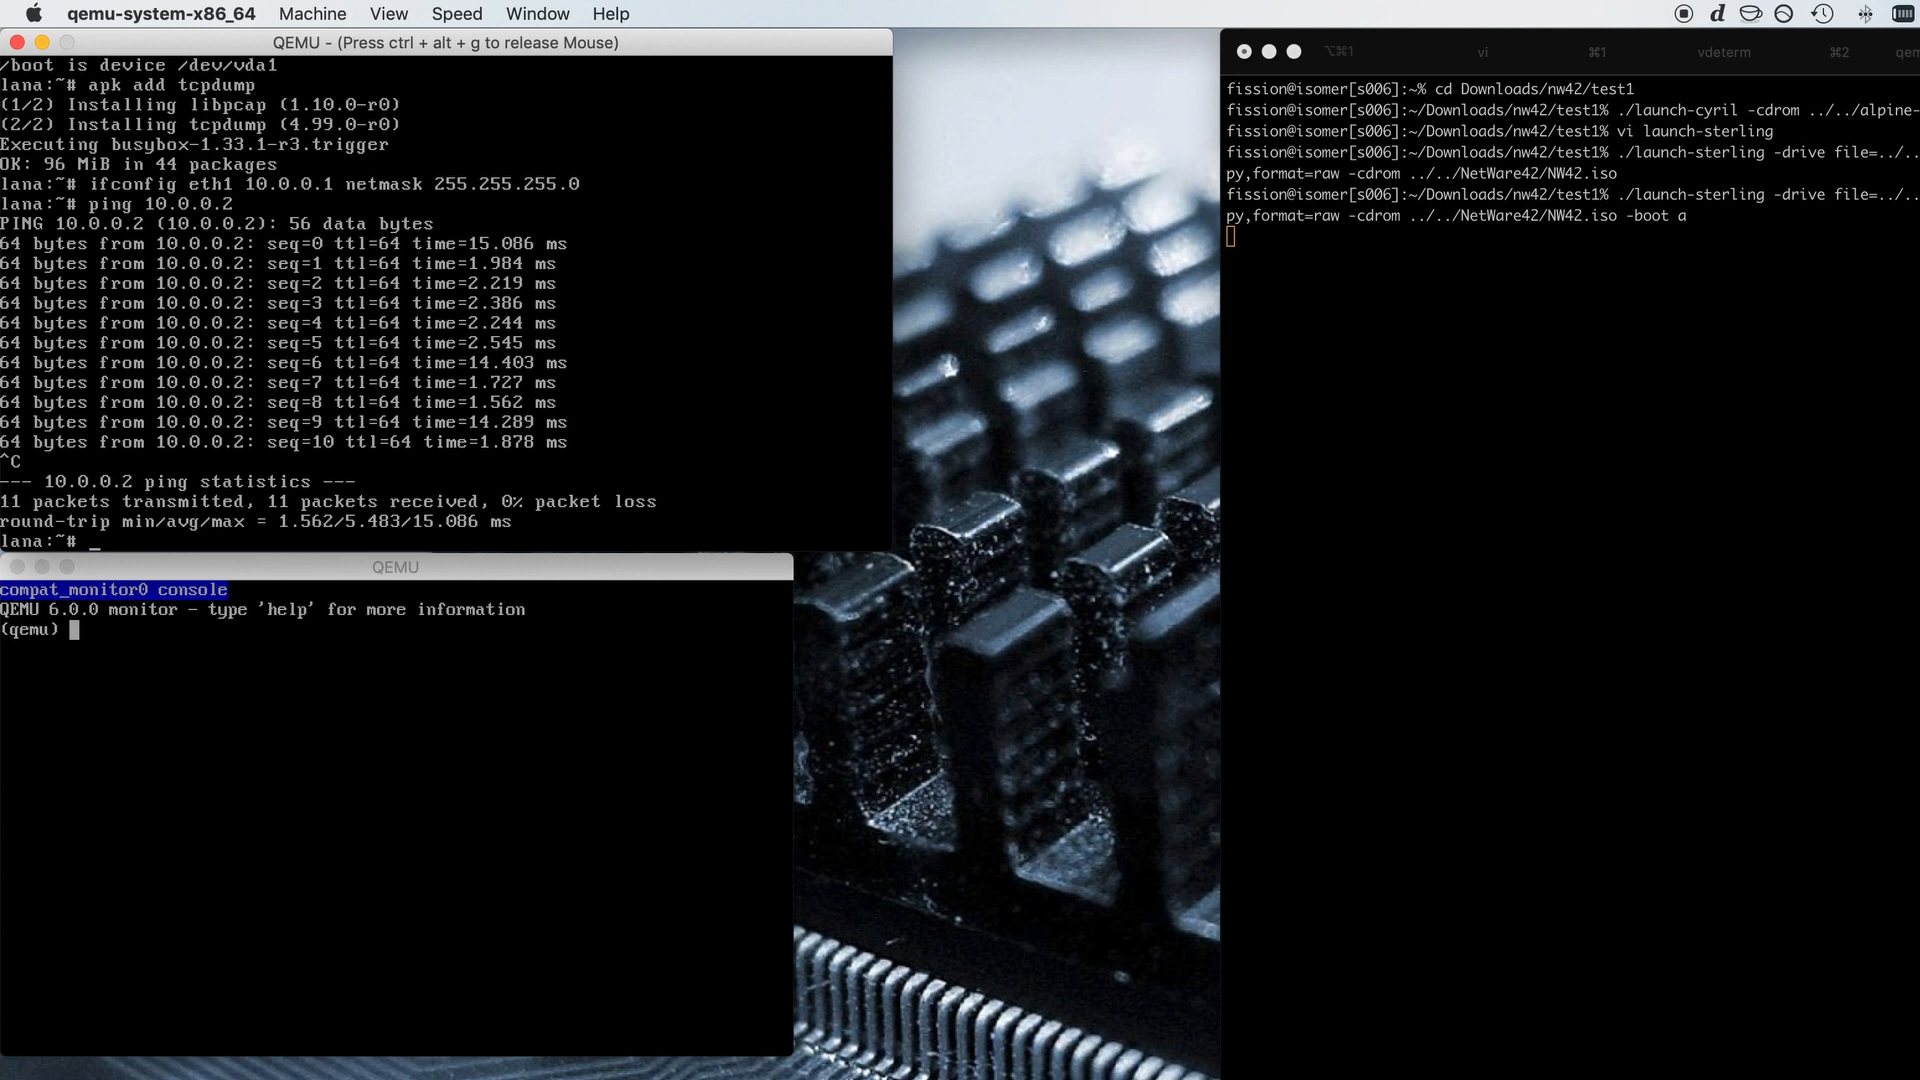 qemu-system-x86_64 Machine View Speed Window Help
QEMU - (Press ctrl + alt + g to release Mouse)
/boot is device /dev/vda1
lana:~# apk add tcpdump
(1/2) Installing libpcap (1.10.0-r0)
(2/2) Installing tcpdump (4.99.0-r0)
Executing busybox-1.33.1-r3.trigger
OK: 96 MiB in 44 packages
lana:~# ifconfig eth1 10.0.0.1 netmask 255.255.255.0
lana:~# ping 10.0.0.2
PING 10.0.0.2 (10.0.0.2): 56 data bytes
64 bytes from 10.0.0.2: seq=0 ttl=64 time=15.086 ms
64 bytes from 10.0.0.2: seq=1 ttl=64 time=1.984 ms
64 bytes from 10.0.0.2: seq=2 ttl=64 time=2.219 ms
64 bytes from 10.0.0.2: seq=3 ttl=64 time=2.386 ms
64 bytes from 10.0.0.2: seq=4 ttl=64 time=2.244 ms
64 bytes from 10.0.0.2: seq=5 ttl=64 time=2.545 ms
64 bytes from 10.0.0.2: seq=6 ttl=64 time=14.403 ms
64 bytes from 10.0.0.2: seq=7 ttl=64 time=1.727 ms
64 bytes from 10.0.0.2: seq=8 ttl=64 time=1.562 ms
64 bytes from 10.0.0.2: seq=9 ttl=64 time=14.289 ms
64 bytes from 10.0.0.2: seq=10 ttl=64 time=1.878 ms
^C
--- 10.0.0.2 ping statistics ---
11 packets transmitted, 11 packets received, 0% packet loss
round-trip min/avg/max = 1.562/5.483/15.086 ms
lana:~# _
QEMU
compat_monitor0 console
QEMU 6.0.0 monitor - type 'help' for more information
(qemu)
⌥⌘1 vi ⌘1 vdeterm ⌘2 qem
fission@isomer[s006]:~% cd Downloads/nw42/test1
fission@isomer[s006]:~/Downloads/nw42/test1% ./launch-cyril -cdrom ../../alpine-
fission@isomer[s006]:~/Downloads/nw42/test1% vi launch-sterling
fission@isomer[s006]:~/Downloads/nw42/test1% ./launch-sterling -drive file=../..
py,format=raw -cdrom ../../NetWare42/NW42.iso
fission@isomer[s006]:~/Downloads/nw42/test1% ./launch-sterling -drive file=../..
py,format=raw -cdrom ../../NetWare42/NW42.iso -boot a